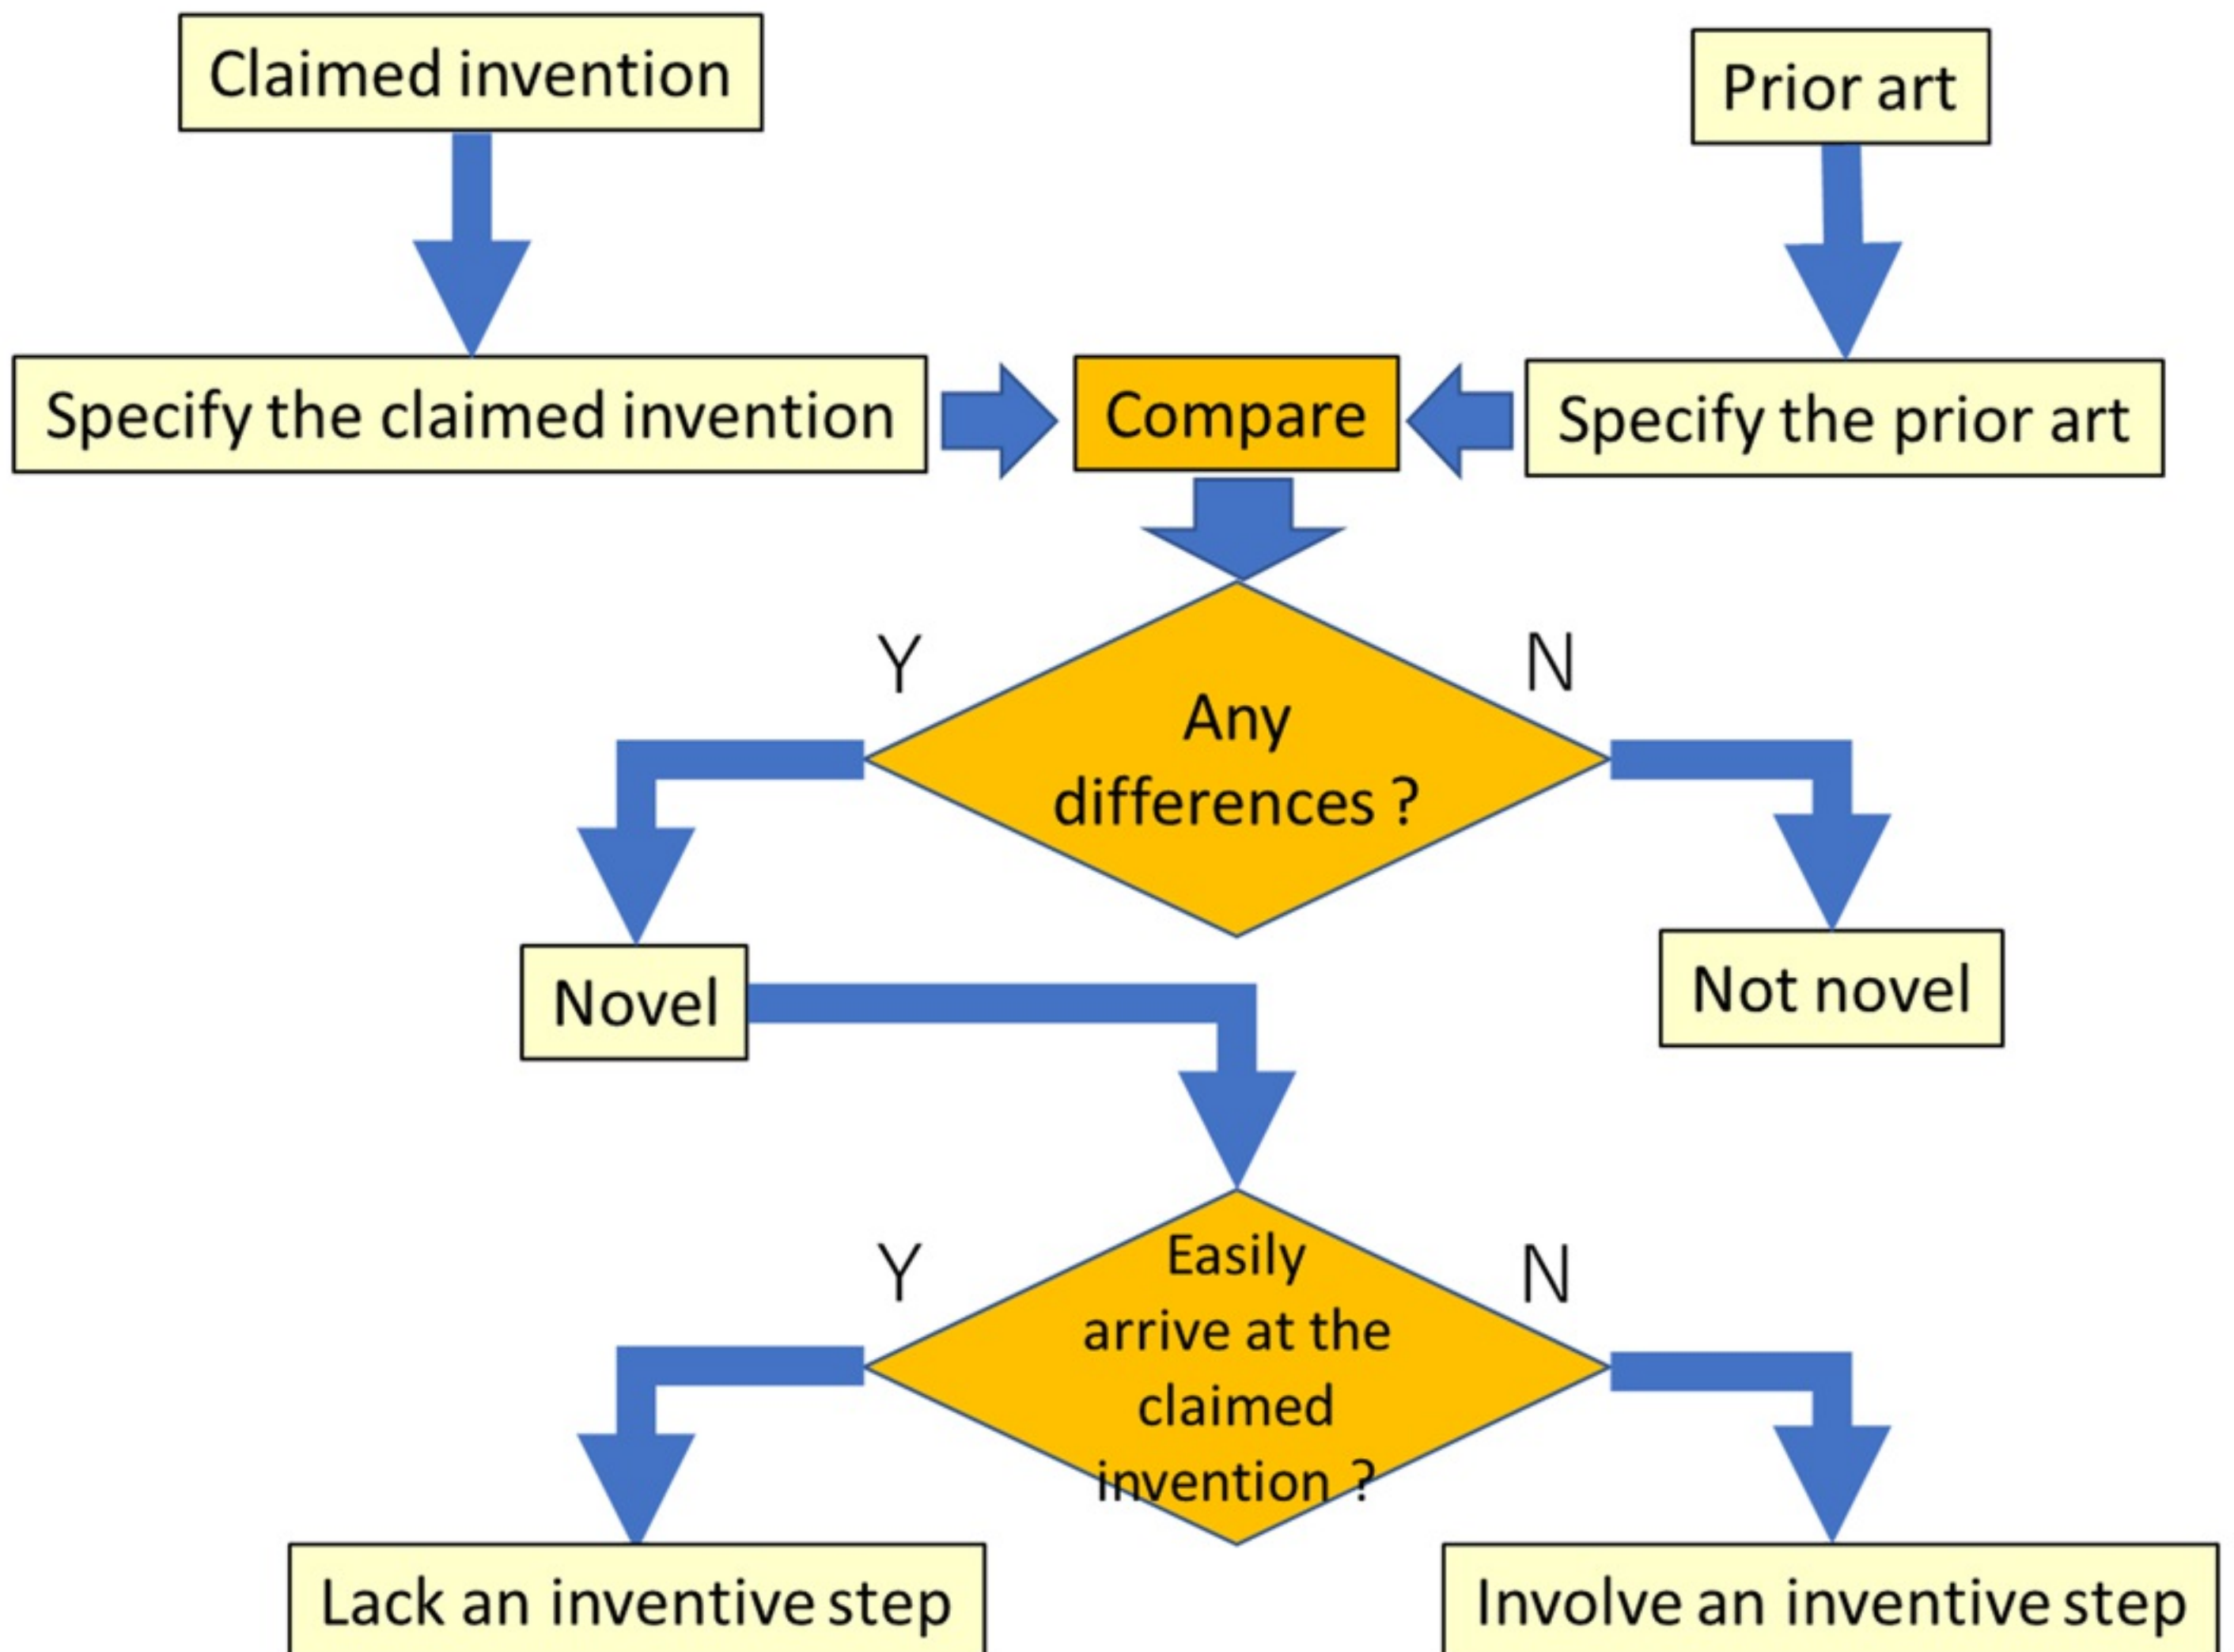 Claimed invention
Prior art
Specify the claimed invention
Compare
Specify the prior art
Y
N
Any
differences ?
Novel
Not novel
Y
N
Easily
arrive at the
claimed
invention ?
Lack an inventive step
Involve an inventive step